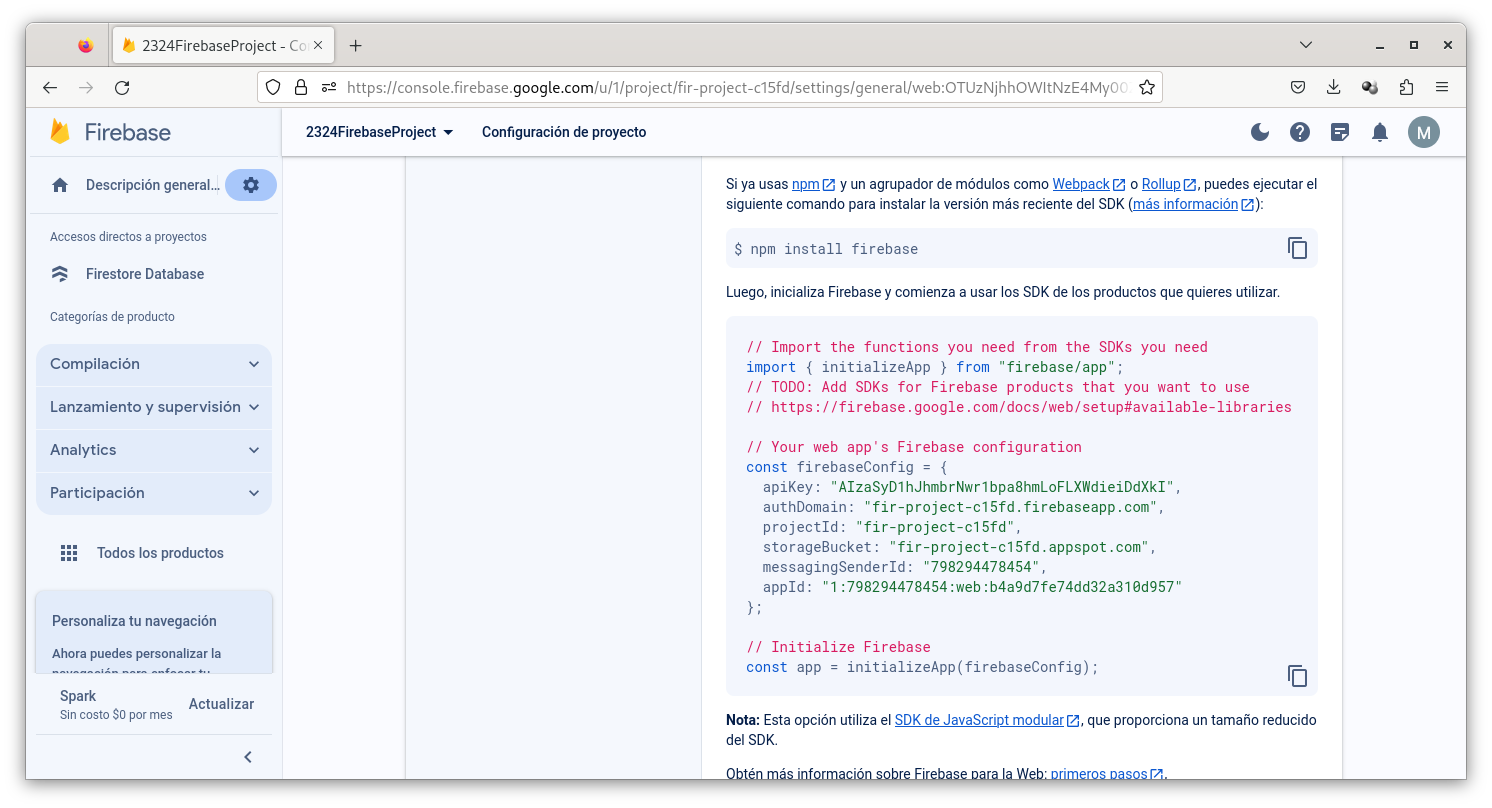 2324FirebaseProject - Co
https://console.firebase.google.com/u/1/project/fir-project-c15fd/settings/general/web:OTUzNjhhOWItNzE4My00
Firebase
2324FirebaseProject
Configuración de proyecto
M
Descripción general...
Accesos directos a proyectos
Firestore Database
Categorías de producto
Compilación
Lanzamiento y supervisión
Analytics
Participación
Todos los productos
Personaliza tu navegación
Ahora puedes personalizar la
navegación para enfocar tu
Spark
Sin costo $0 por mes
Actualizar
Si ya usas npm y un agrupador de módulos como Webpack o Rollup, puedes ejecutar el
siguiente comando para instalar la versión más reciente del SDK (más información):
$ npm install firebase
Luego, inicializa Firebase y comienza a usar los SDK de los productos que quieres utilizar.
// Import the functions you need from the SDKs you need
import { initializeApp } from "firebase/app";
// TODO: Add SDKs for Firebase products that you want to use
// https://firebase.google.com/docs/web/setup#available-libraries
// Your web app's Firebase configuration
const firebaseConfig = {
apiKey: "AIzaSyD1hJhmbrNwr1bpa8hmLoFLXWdieiDdXkI",
authDomain: "fir-project-c15fd.firebaseapp.com",
projectId: "fir-project-c15fd",
storageBucket: "fir-project-c15fd.appspot.com",
messagingSenderId: "798294478454",
appId: "1:798294478454:web:b4a9d7fe74dd32a310d957"
};
// Initialize Firebase
const app = initializeApp(firebaseConfig);
Nota: Esta opción utiliza el SDK de JavaScript modular, que proporciona un tamaño reducido
del SDK.
Obtén más información sobre Firebase para la Web: primeros pasos,